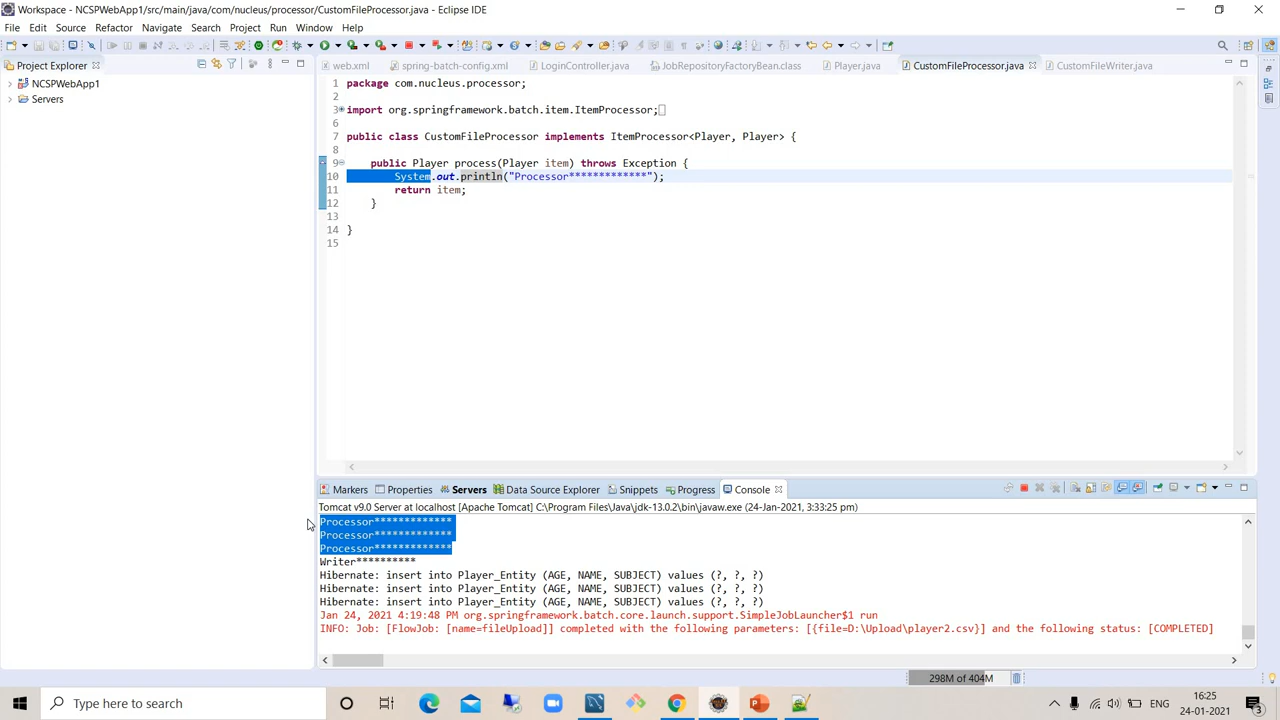 Workspace - NCSPWebApp1/src/main/java/com/nucleus/processor/CustomFileProcessor.java - Eclipse IDE
File Edit Source Refactor Navigate Search Project Run Window Help
Project Explorer
web.xml spring-batch-config.xml LoginController.java JobRepositoryFactoryBean.class Player.java CustomFileProcessor.java CustomFileWriter.java
NCSPWebApp1
Servers
1 package com.nucleus.processor;
2
3 import org.springframework.batch.item.ItemProcessor;
6
7 public class CustomFileProcessor implements ItemProcessor<Player, Player> {
8
9 public Player process(Player item) throws Exception {
10 System.out.println("Processor*************");
11 return item;
12 }
13
14 }
15
Markers Properties Servers Data Source Explorer Snippets Progress Console
Tomcat v9.0 Server at localhost [Apache Tomcat] C:\Program Files\Java\jdk-13.0.2\bin\javaw.exe (24-Jan-2021, 3:33:25 pm)
Processor*************
Processor*************
Processor*************
Writer**********
Hibernate: insert into Player_Entity (AGE, NAME, SUBJECT) values (?, ?, ?)
Hibernate: insert into Player_Entity (AGE, NAME, SUBJECT) values (?, ?, ?)
Hibernate: insert into Player_Entity (AGE, NAME, SUBJECT) values (?, ?, ?)
Jan 24, 2021 4:19:48 PM org.springframework.batch.core.launch.support.SimpleJobLauncher$1 run
INFO: Job: [FlowJob: [name=fileUpload]] completed with the following parameters: [{file=D:\Upload\player2.csv}] and the following status: [COMPLETED]
298M of 404M
Type here to search
ENG
16:25
24-01-2021
3